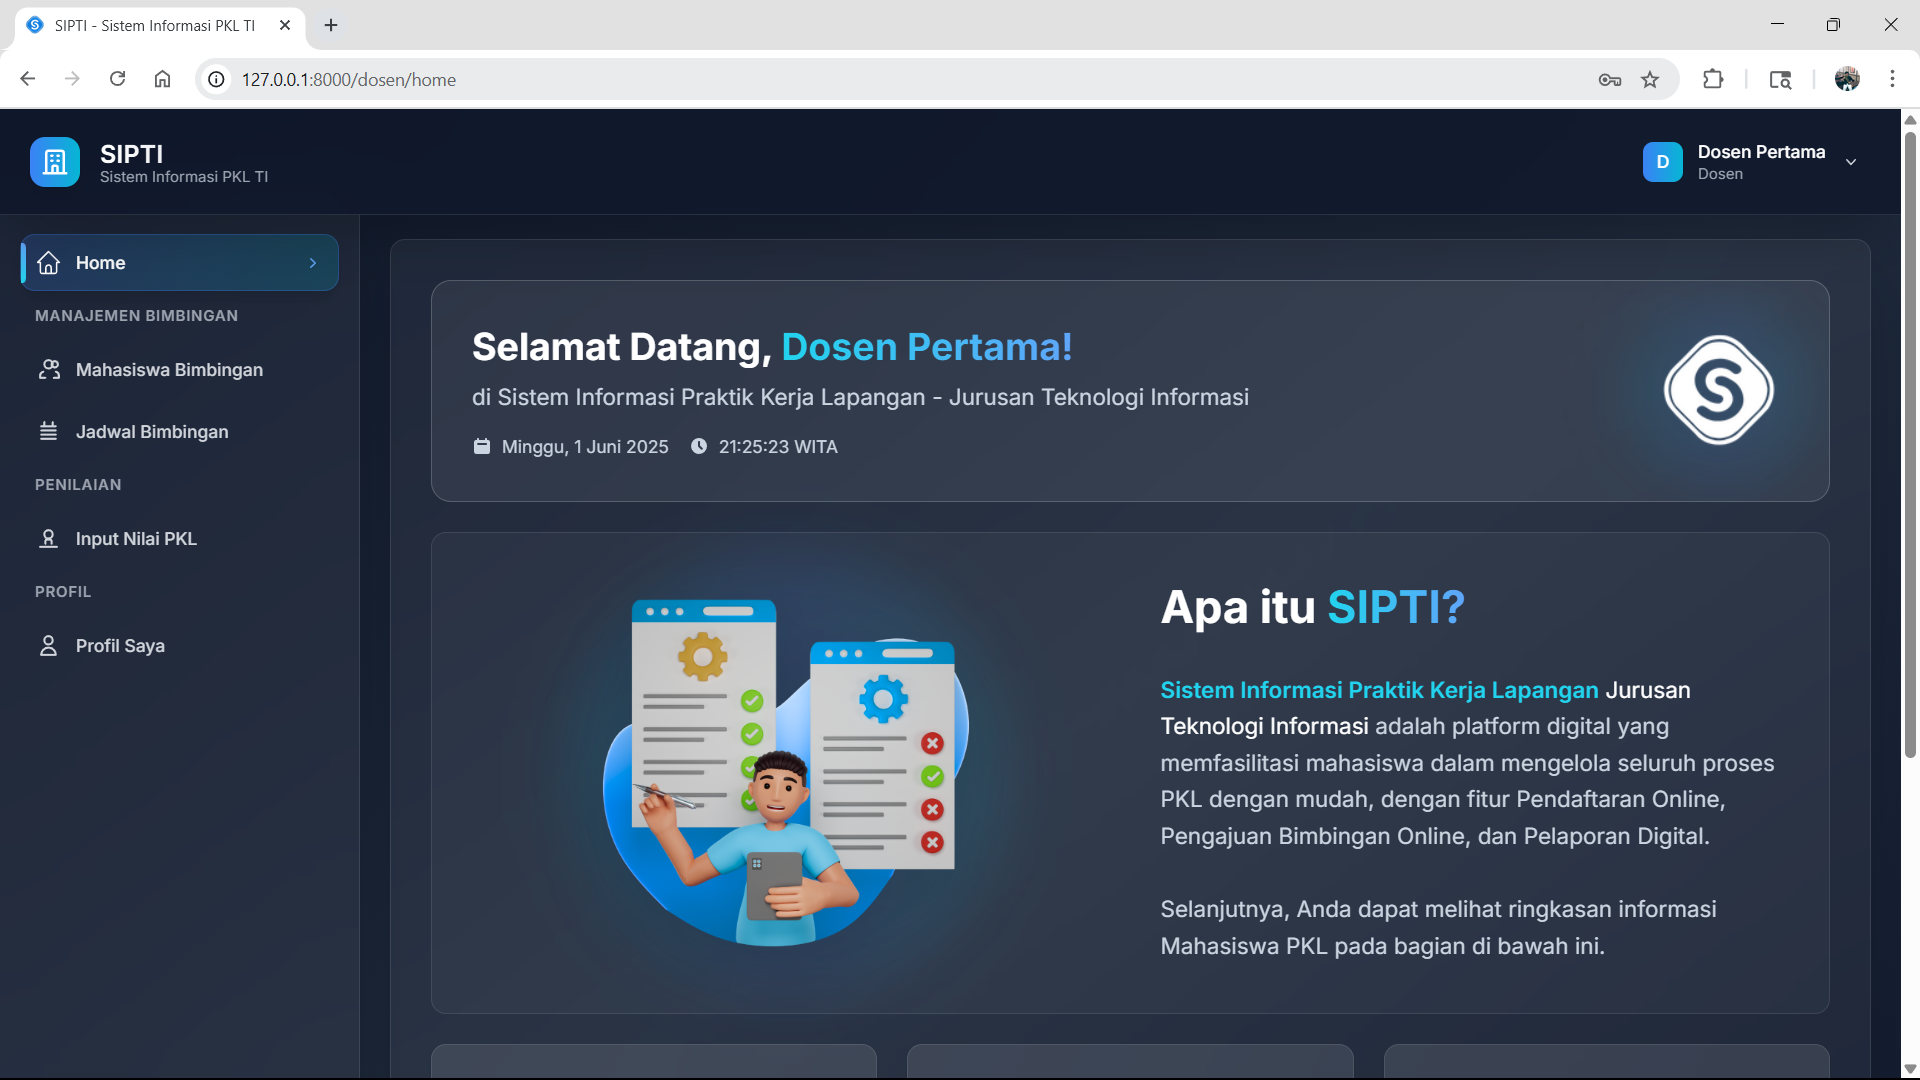 SIPTI - Sistem Informasi PKL TI
127.0.0.1:8000/dosen/home
SIPTI
Sistem Informasi PKL TI
D
Dosen Pertama
Dosen
Home
MANAJEMEN BIMBINGAN
Mahasiswa Bimbingan
Jadwal Bimbingan
PENILAIAN
Input Nilai PKL
PROFIL
Profil Saya
Selamat Datang, Dosen Pertama!
di Sistem Informasi Praktik Kerja Lapangan - Jurusan Teknologi Informasi
Minggu, 1 Juni 2025 21:25:23 WITA
S
Apa itu SIPTI?
Sistem Informasi Praktik Kerja Lapangan Jurusan
Teknologi Informasi adalah platform digital yang
memfasilitasi mahasiswa dalam mengelola seluruh proses
PKL dengan mudah, dengan fitur Pendaftaran Online,
Pengajuan Bimbingan Online, dan Pelaporan Digital.
Selanjutnya, Anda dapat melihat ringkasan informasi
Mahasiswa PKL pada bagian di bawah ini.